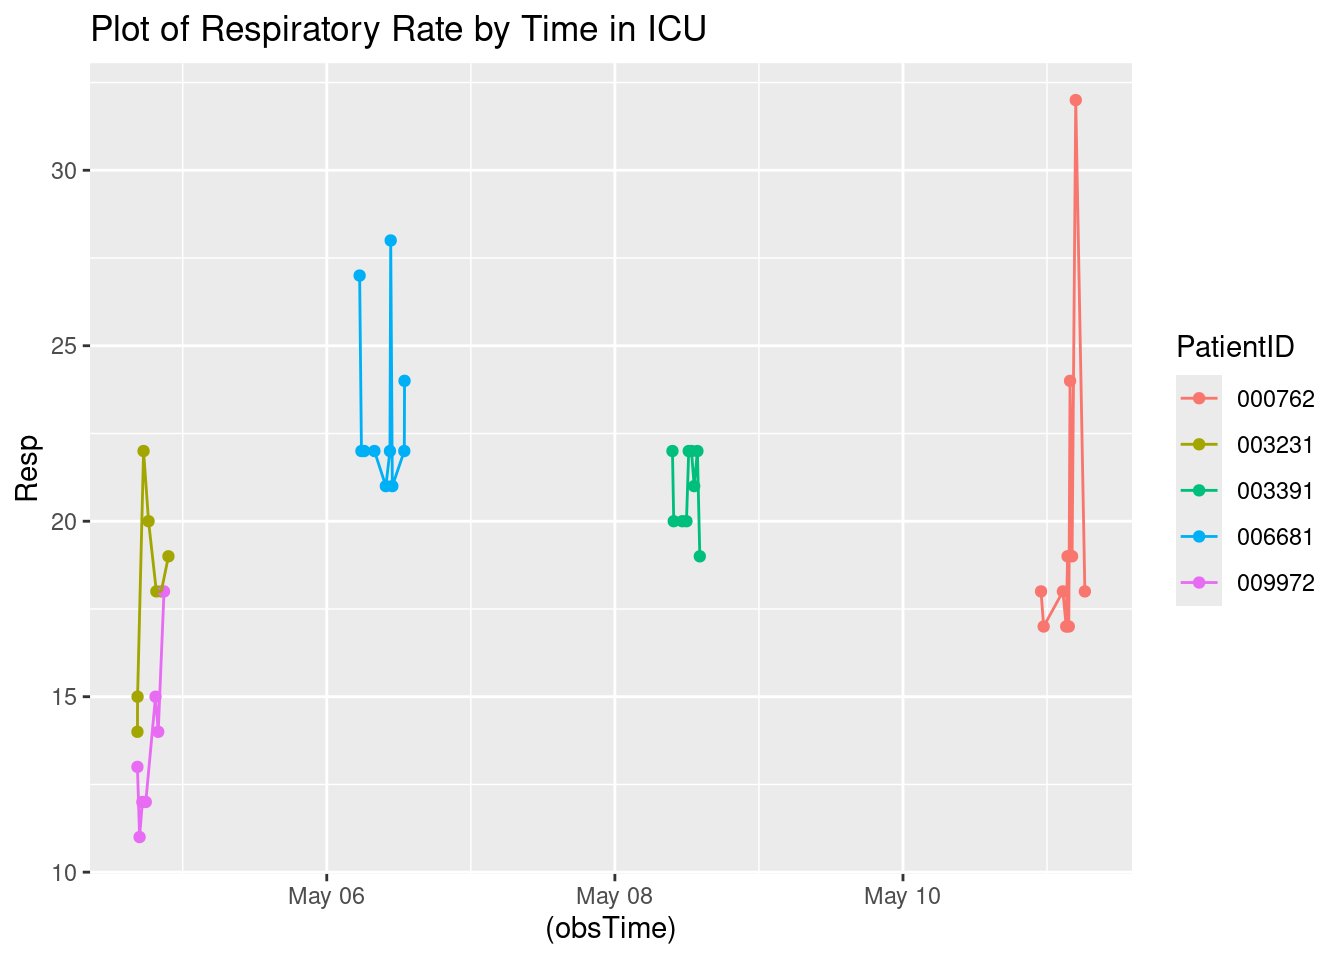 Plot of Respiratory Rate by Time in ICU
Resp
30
25
20
15
10
May 06
May 08
May 10
(obsTime)
PatientID
000762
003231
003391
006681
009972